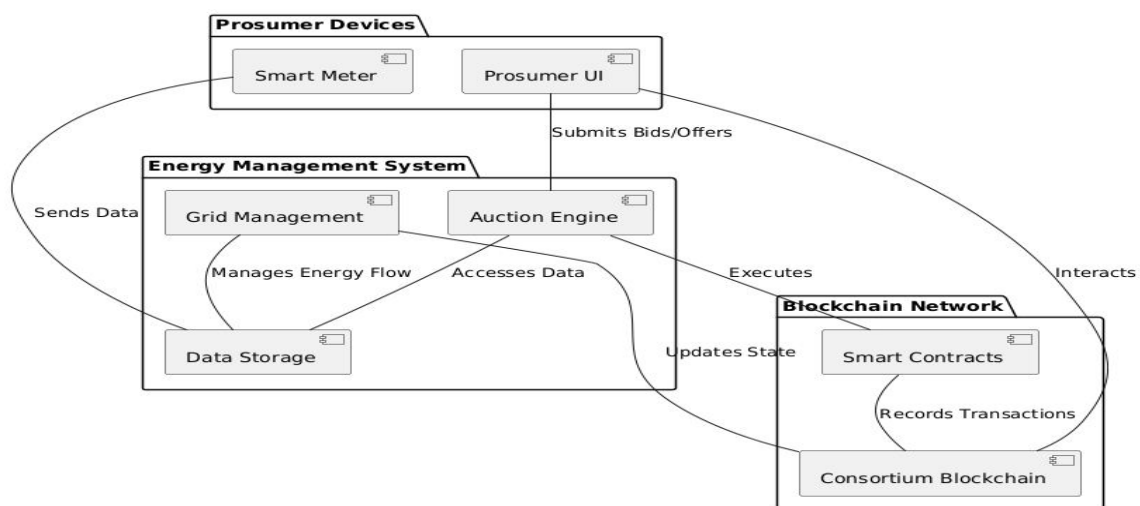 Prosumer Devices
Smart Meter
Prosumer UI
Submits Bids/Offers
Energy Management System
Grid Management
Auction Engine
Sends Data
Manages Energy Flow
Accesses Data
Executes
Interacts
Blockchain Network
Data Storage
Updates State
Smart Contracts
Records Transactions
Consortium Blockchain